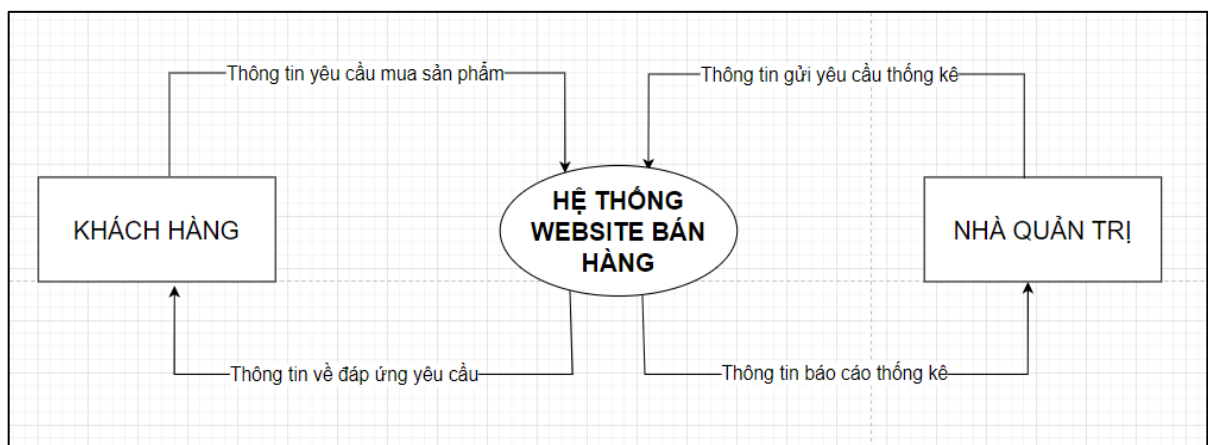 Thông tin yêu cầu mua sản phẩm
Thông tin gửi yêu cầu thống kê
KHÁCH HÀNG
HỆ THỐNG
WEBSITE BÁN
HÀNG
NHÀ QUẢN TRỊ
Thông tin về đáp ứng yêu cầu
Thông tin báo cáo thống kê